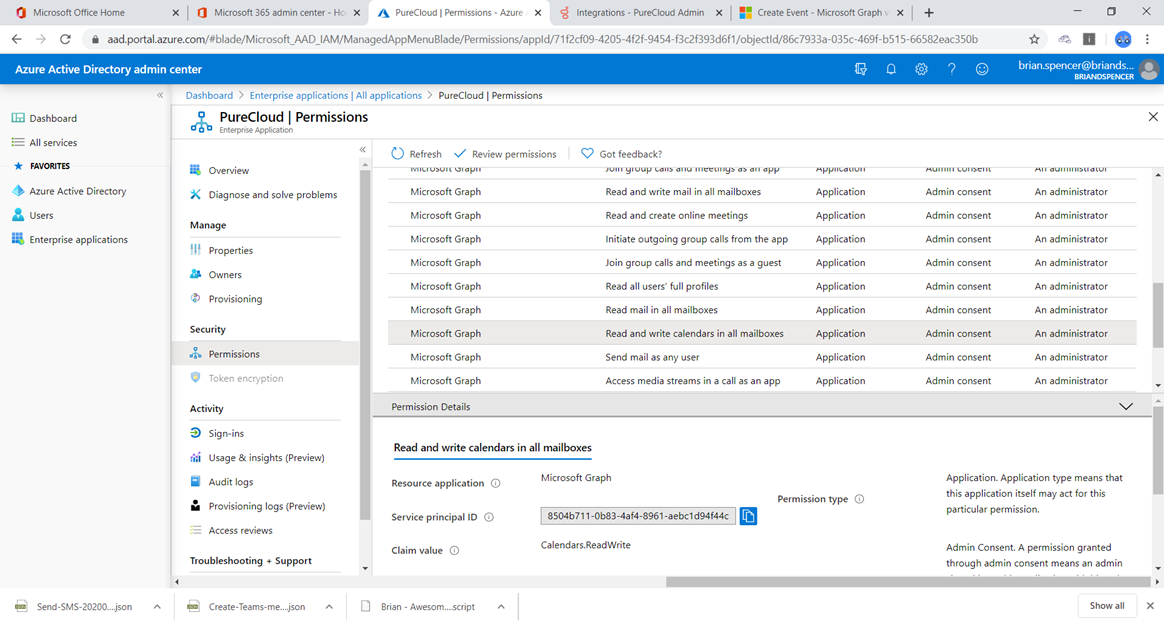 Microsoft Office Home
Microsoft 365 admin center - Ho
PureCloud | Permissions - Azure
Integrations - PureCloud Admin
Create Event - Microsoft Graph v
aad.portal.azure.com/#blade/Microsoft_AAD_IAM/ManagedAppMenuBlade/Permissions/appId/71f2cf09-4205-4f2f-9454-f3c2f393d6f1/objectId/86c7933a-035c-469f-b515-66582eac350b
Azure Active Directory admin center
brian.spencer@briands...
BRIANDSPENCER
Dashboard > Enterprise applications | All applications > PureCloud | Permissions
Dashboard
All services
FAVORITES
Azure Active Directory
Users
Enterprise applications
PureCloud | Permissions
Enterprise Application
Overview
Diagnose and solve problems
Manage
Properties
Owners
Provisioning
Security
Permissions
Token encryption
Activity
Sign-ins
Usage & insights (Preview)
Audit logs
Provisioning logs (Preview)
Access reviews
Troubleshooting + Support
Refresh Review permissions Got feedback?
Microsoft Graph Join group calls and meetings as an app Application Admin consent An administrator
Microsoft Graph Read and write mail in all mailboxes Application Admin consent An administrator
Microsoft Graph Read and create online meetings Application Admin consent An administrator
Microsoft Graph Initiate outgoing group calls from the app Application Admin consent An administrator
Microsoft Graph Join group calls and meetings as a guest Application Admin consent An administrator
Microsoft Graph Read all users' full profiles Application Admin consent An administrator
Microsoft Graph Read mail in all mailboxes Application Admin consent An administrator
Microsoft Graph Read and write calendars in all mailboxes Application Admin consent An administrator
Microsoft Graph Send mail as any user Application Admin consent An administrator
Microsoft Graph Access media streams in a call as an app Application Admin consent An administrator
Permission Details
Read and write calendars in all mailboxes
Resource application Microsoft Graph
Service principal ID 8504b711-0b83-4af4-8961-aebc1d94f44c
Claim value Calendars.ReadWrite
Permission type
Application. Application type means that
this application itself may act for this
particular permission.
Admin Consent. A permission granted
through admin consent means an admin
Send-SMS-20200....json
Create-Teams-me....json
Brian - Awesom....script
Show all